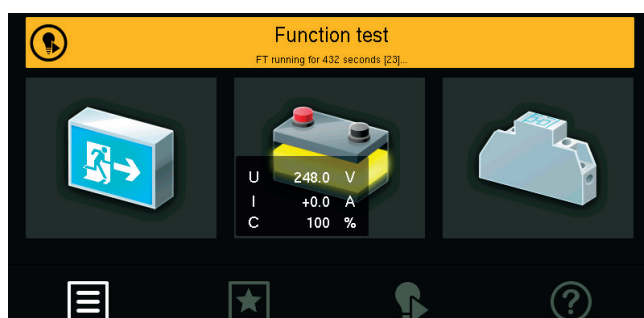 Function test
FT running for 432 seconds [23]...
U 248.0 V
I +0.0 A
C 100 %